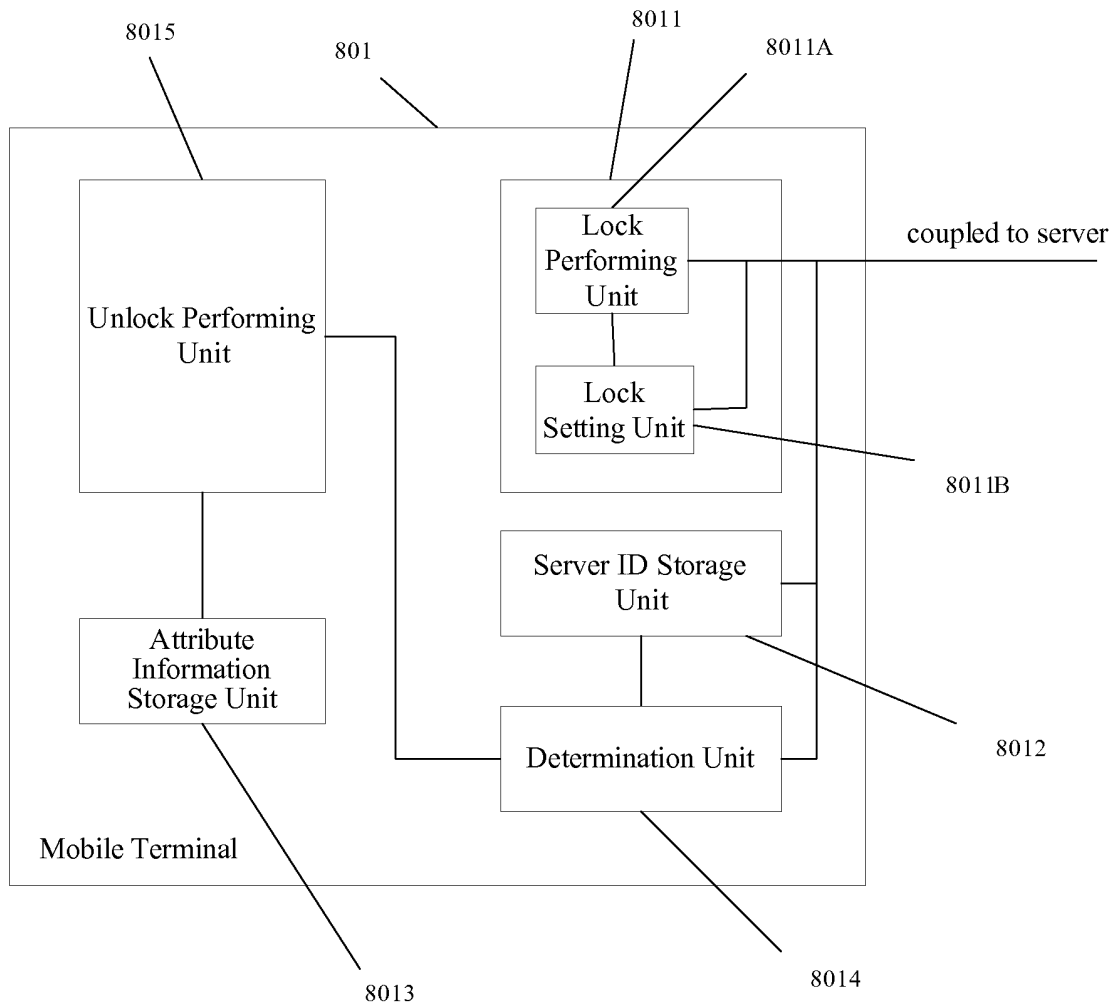 8015
801
8011
8011A
Lock
Performing
Unit
coupled to server
Unlock Performing
Unit
Lock
Setting Unit
8011B
Server ID Storage
Unit
Attribute
Information
Storage Unit
8012
Determination Unit
Mobile Terminal
8014
8013